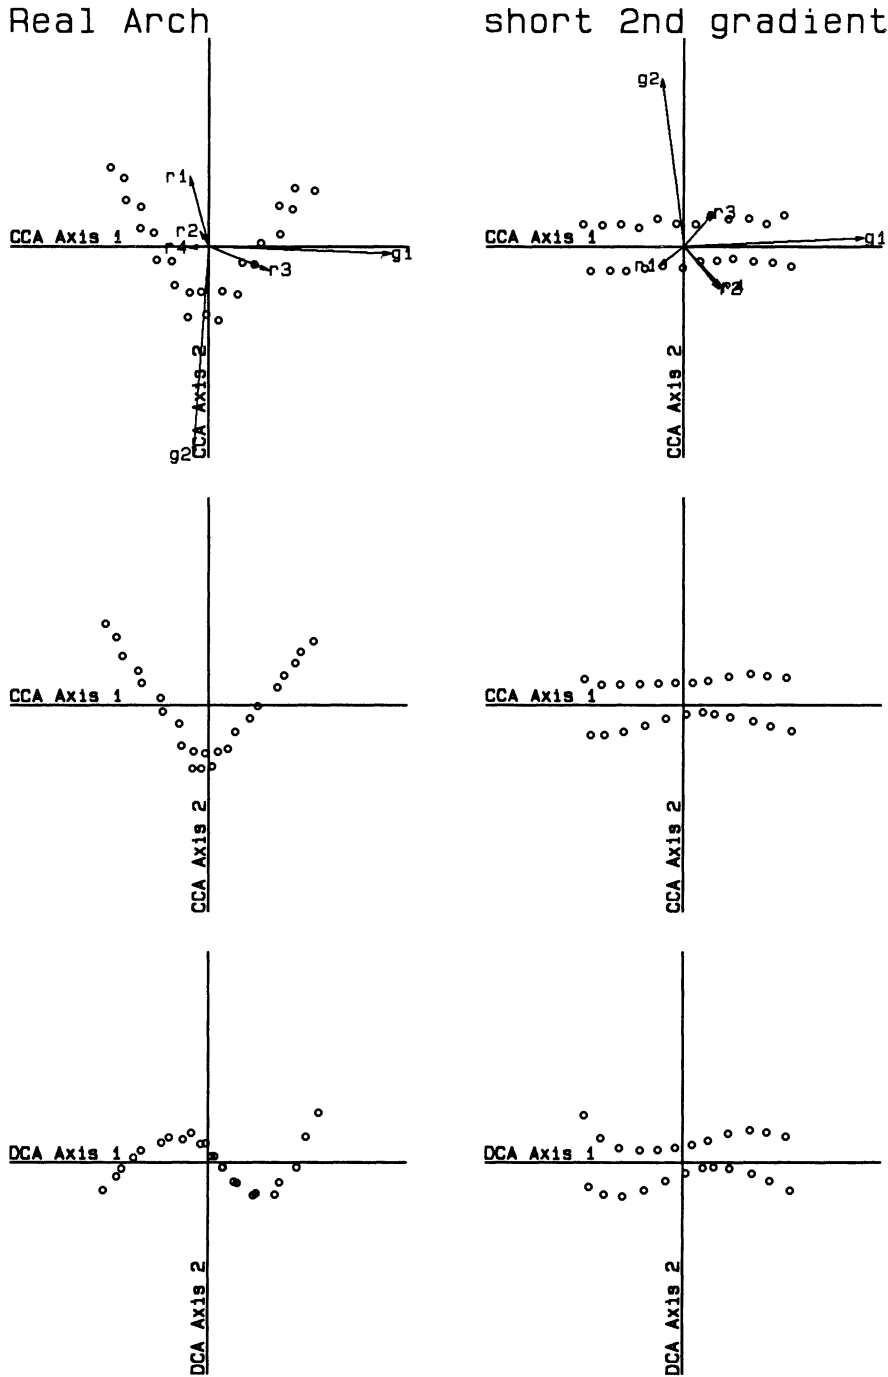 Real Arch
short 2nd gradient
g2
r1
r3
r2
CCA Axis 1
r4
r3
g1
CCA Axis 2
g2
CCA Axis 1
g1
r1
CCA Axis 2
CCA Axis 1
CCA Axis 2
CCA Axis 1
CCA Axis 2
DCA Axis 1
DCA Axis 2
DCA Axis 1
DCA Axis 2